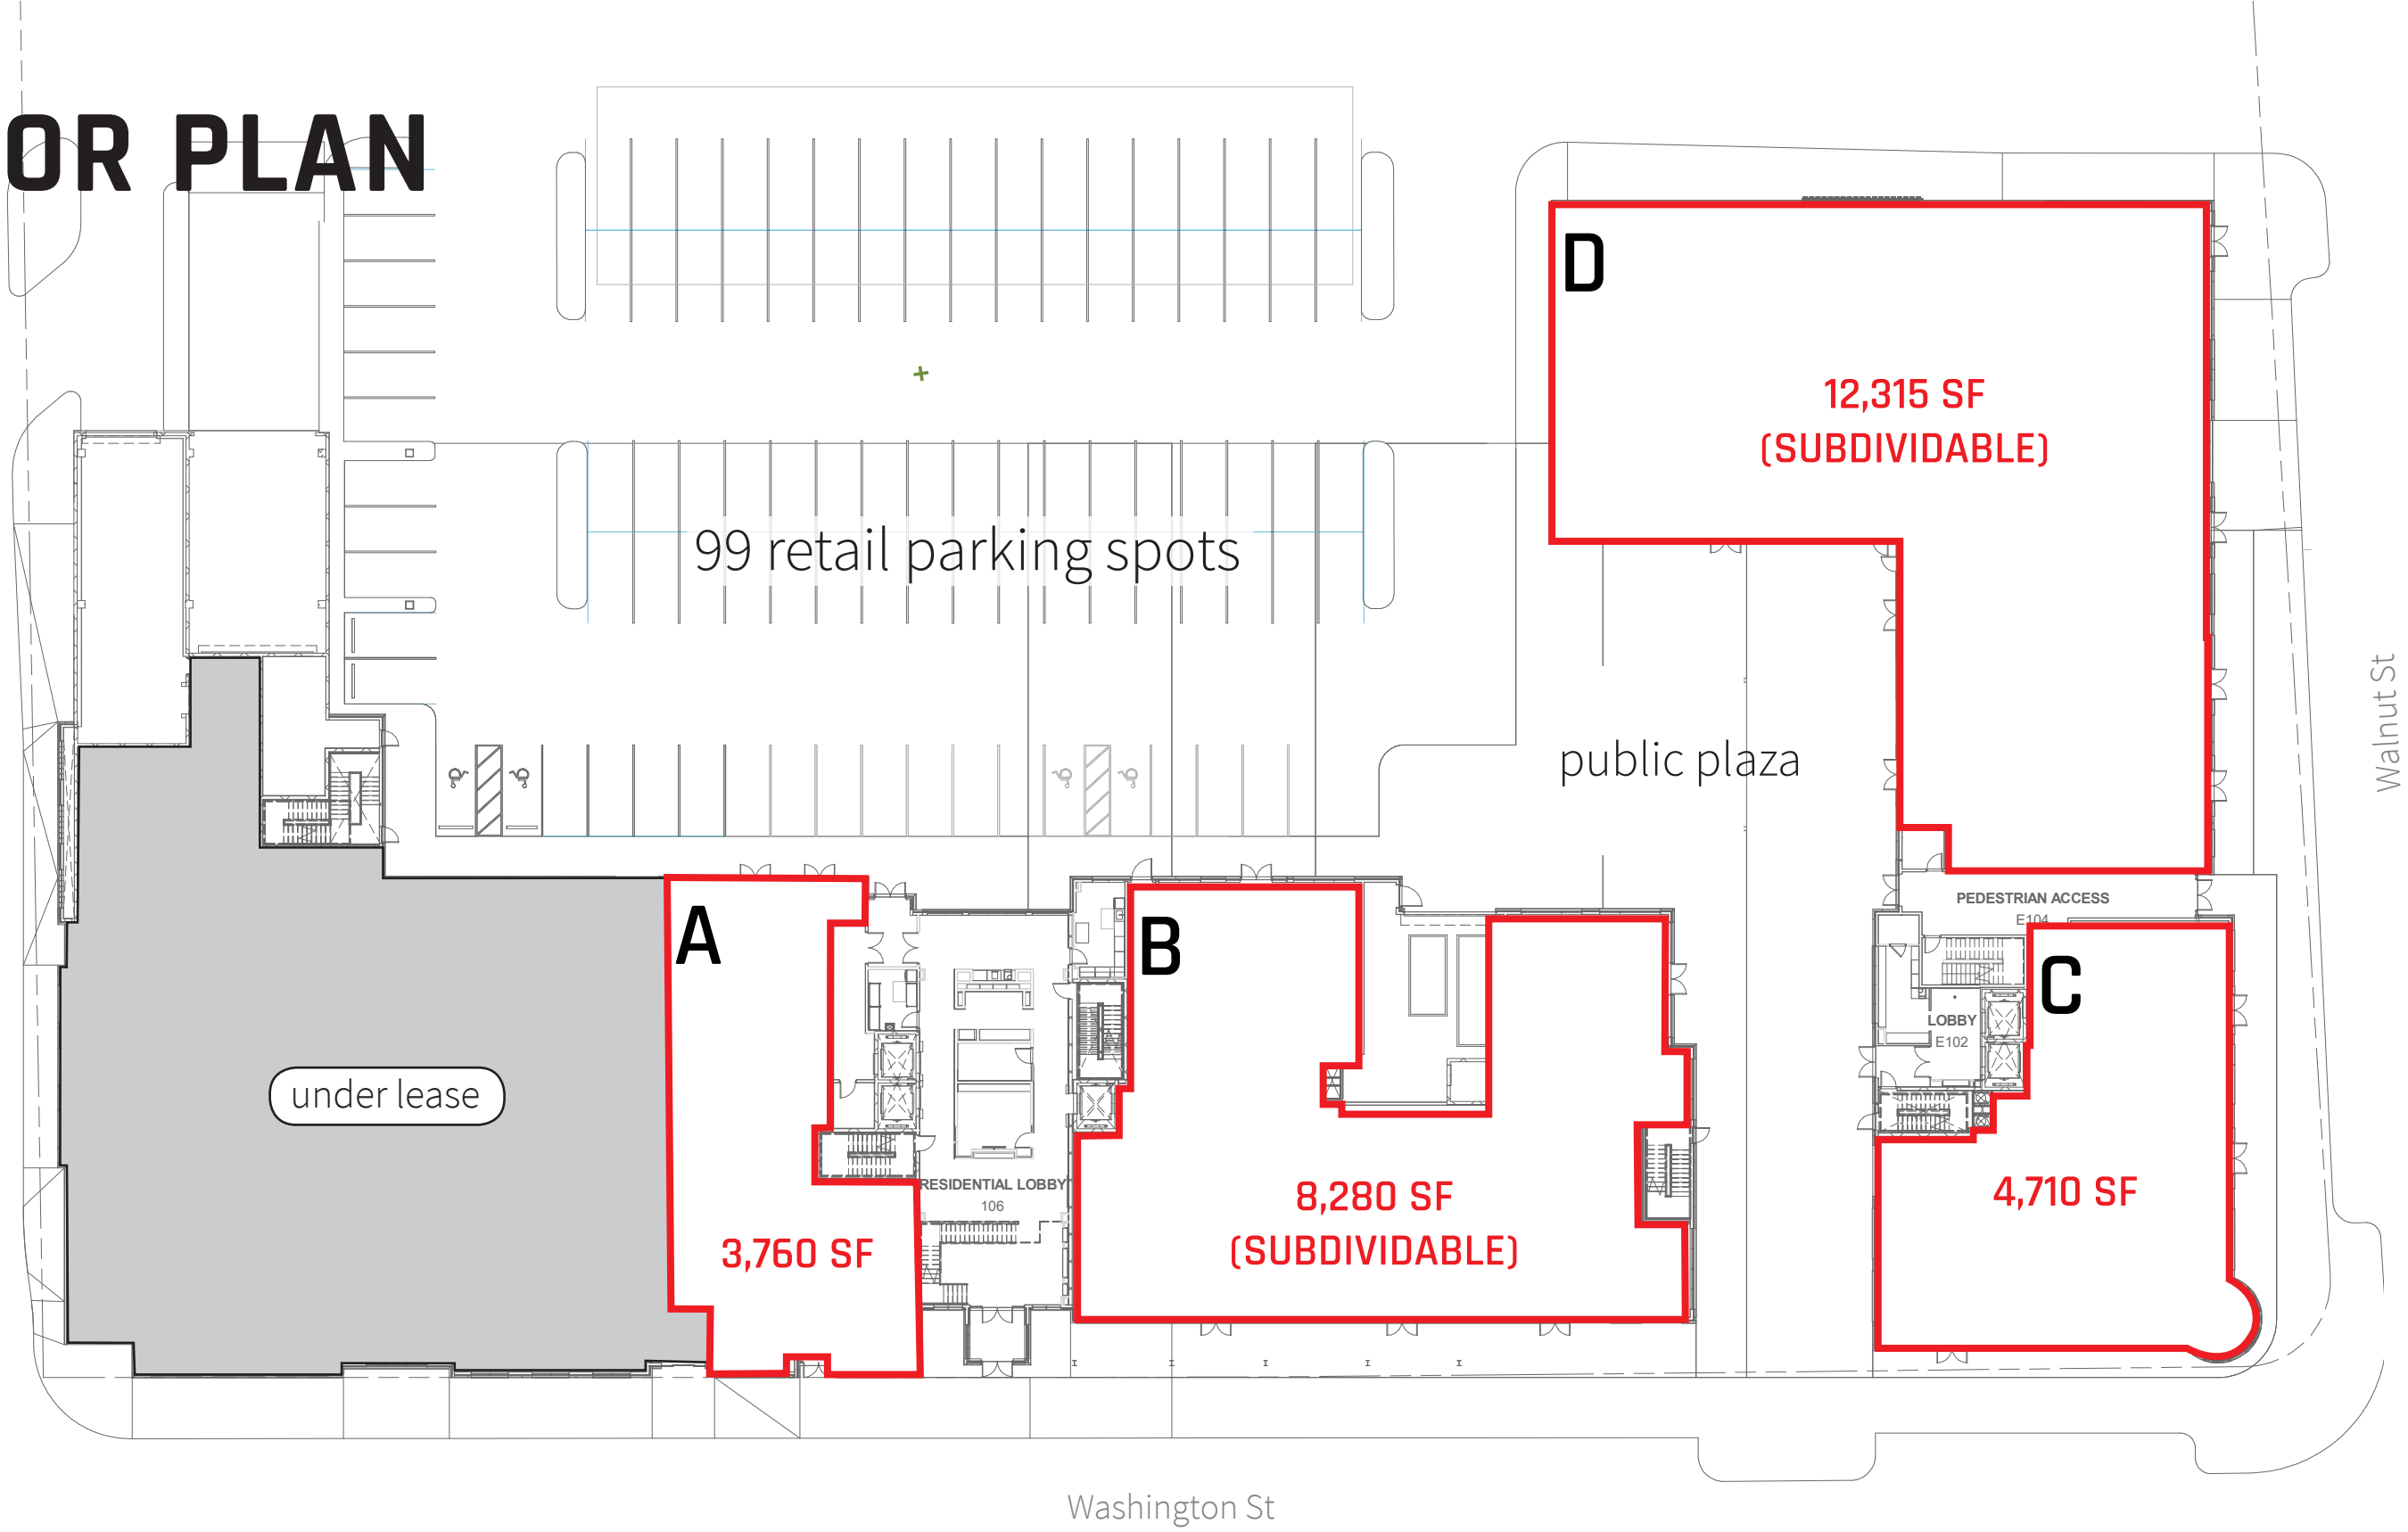 OR PLAN
D
12,315 SF
(SUBDIVIDABLE)
99 retail parking spots
public plaza
Walnut St
A
B
PEDESTRIAN ACCESS
E104
C
LOBBY
E102
under lease
RESIDENTIAL LOBBY
106
3,760 SF
8,280 SF
(SUBDIVIDABLE)
4,710 SF
Washington St